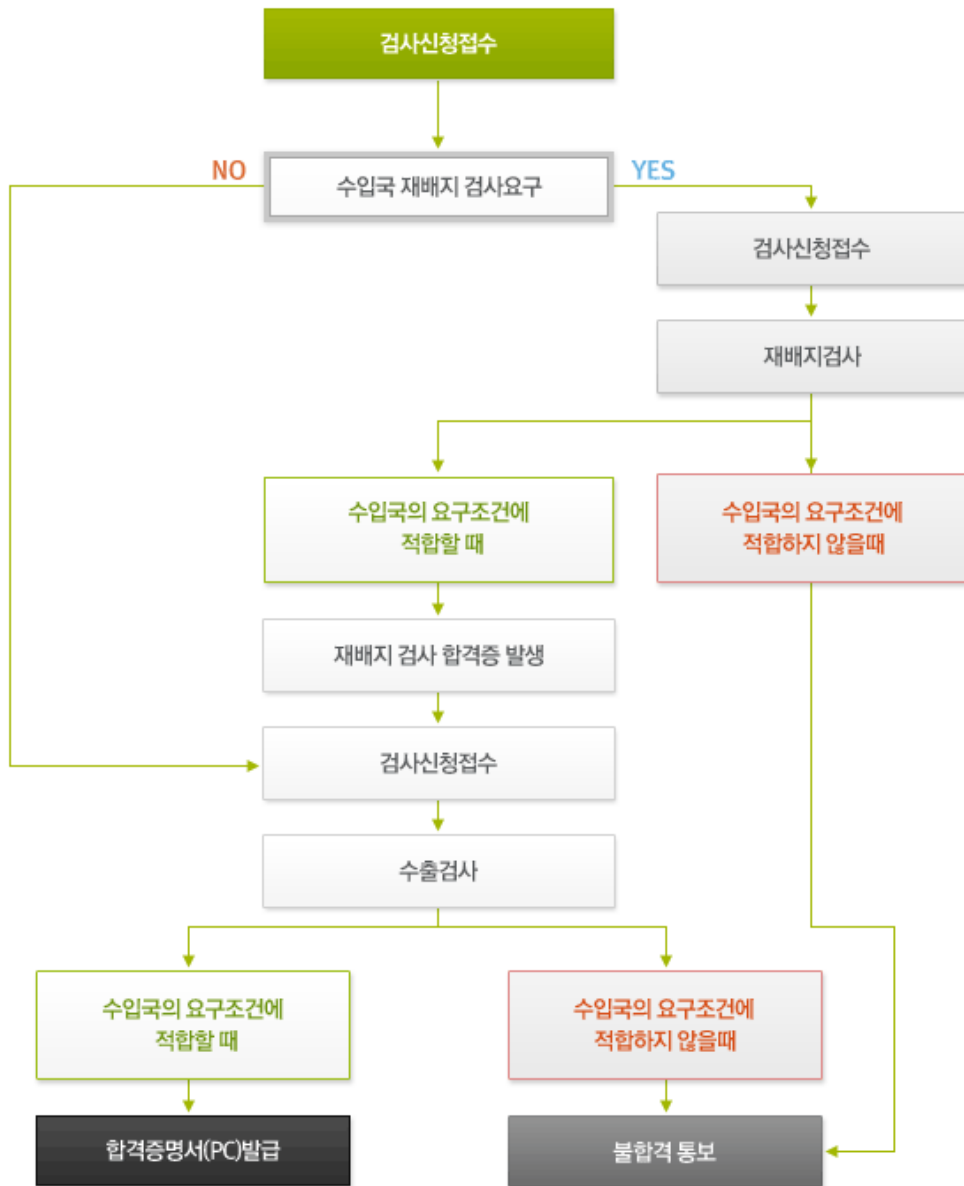 검사신청접수
NO
수입국 재배지 검사요구
YES
검사신청접수
재배지검사
수입국의 요구조건에
적합할 때
수입국의 요구조건에
적합하지 않을때
재배지 검사 합격증 발생
검사신청접수
수출검사
수입국의 요구조건에
적합할 때
수입국의 요구조건에
적합하지 않을때
합격증명서(PC)발급
불합격 통보